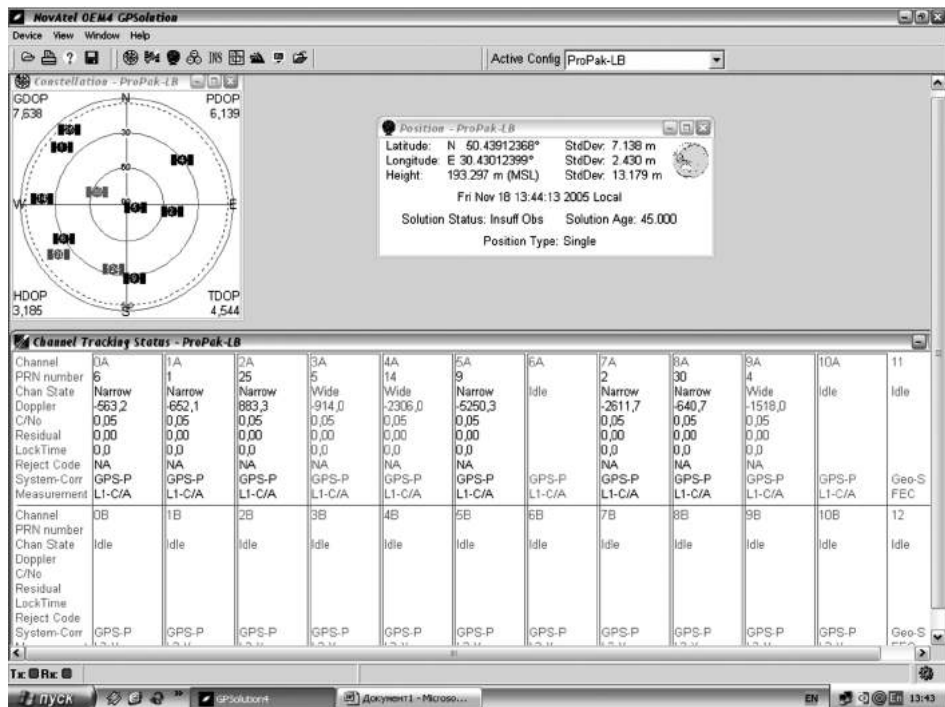 NovAtel OEM4 GPSolution
Device View Window Help
INS Active Config ProPak-LB
Constellation - ProPak-LB
GDOP PDOP
7,638 6,139
N
30
60
90
W E
S
HDOP TDOP
3,185 4,544
Position - ProPak-LB
Latitude: N 50.43912368° StdDev: 7.138 m
Longitude: E 30.43012399° StdDev: 2.430 m
Height: 193.297 m (MSL) StdDev: 13.179 m
Fri Nov 18 13:44:13 2005 Local
Solution Status: Insuff Obs Solution Age: 45.000
Position Type: Single
Channel Tracking Status - ProPak-LB
Channel 0A 1A 2A 3A 4A 5A 6A 7A 8A 9A 10A 11
PRN number 6 1 25 5 14 9 2 30 4
Chan State Narrow Narrow Narrow Wide Wide Narrow Idle Narrow Narrow Wide Idle Idle
Doppler -563,2 -652,1 883,3 -914,0 -2306,0 -5250,3 -2611,7 -640,7 -1518,0
C/No 0,05 0,05 0,05 0,05 0,05 0,05 0,05 0,05 0,05
Residual 0,00 0,00 0,00 0,00 0,00 0,00 0,00 0,00 0,00
LockTime 0,0 0,0 0,0 0,0 0,0 0,0 0,0 0,0 0,0
Reject Code NA NA NA NA NA NA NA NA NA
System-Corr GPS-P GPS-P GPS-P GPS-P GPS-P GPS-P GPS-P GPS-P GPS-P GPS-P GPS-P Geo-S
Measurement L1-C/A L1-C/A L1-C/A L1-C/A L1-C/A L1-C/A L1-C/A L1-C/A L1-C/A L1-C/A L1-C/A FEC
Channel 0B 1B 2B 3B 4B 5B 6B 7B 8B 9B 10B 12
PRN number
Chan State Idle Idle Idle Idle Idle Idle Idle Idle Idle Idle Idle Idle
Doppler
C/No
Residual
LockTime
Reject Code
System-Corr GPS-P GPS-P GPS-P GPS-P GPS-P GPS-P GPS-P GPS-P GPS-P GPS-P GPS-P Geo-S
Tx: Rx:
пуск GPSolution4 Документ1 - Microso... EN En 13:43